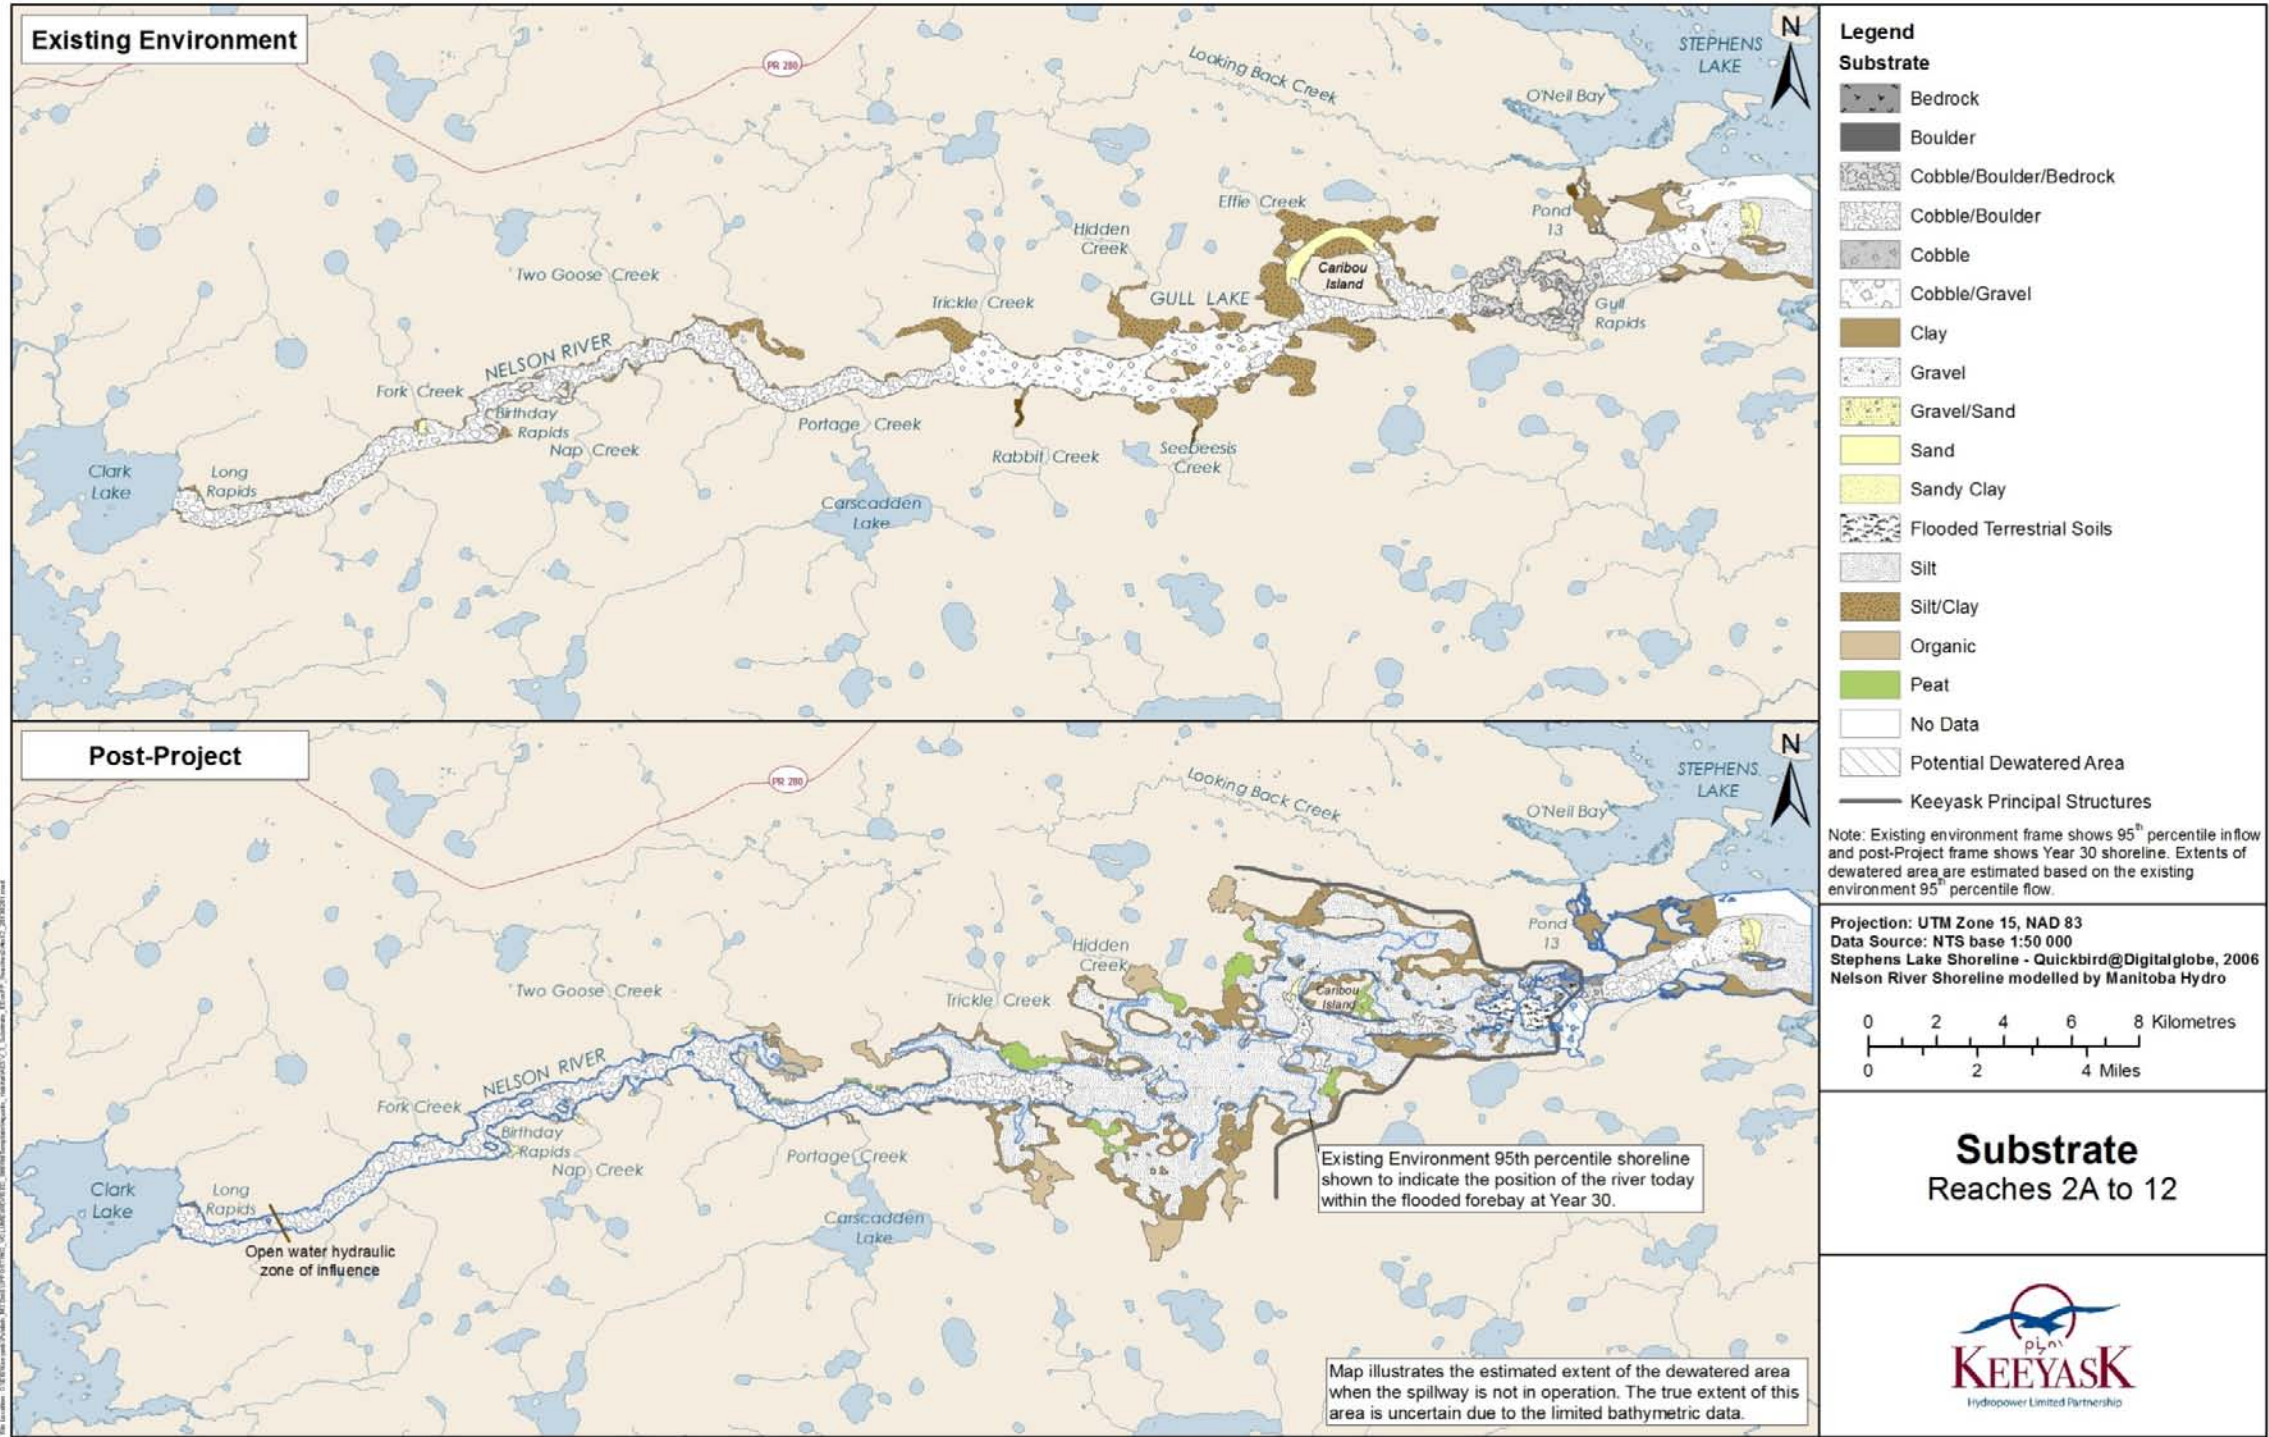 Existing Environment
PR 280
Looking Back Creek
STEPHENS
LAKE
N
O'Neil Bay
Effie Creek
Pond
13
Hidden
Creek
Two Goose Creek
Caribou
Island
Trickle Creek
GULL LAKE
Gull
Rapids
NELSON RIVER
Fork Creek
Birthday
Rapids
Portage Creek
Nap Creek
Rabbit Creek
Seebeesis
Creek
Clark
Lake
Long
Rapids
Carscadden
Lake
Post-Project
PR 280
Looking Back Creek
STEPHENS
LAKE
N
O'Neil Bay
Pond
13
Hidden
Creek
Two Goose Creek
Caribou
Island
Trickle Creek
NELSON RIVER
Fork Creek
Birthday
Rapids
Nap Creek
Portage Creek
Existing Environment 95th percentile shoreline
shown to indicate the position of the river today
within the flooded forebay at Year 30.
Clark
Lake
Long
Rapids
Carscadden
Lake
Open water hydraulic
zone of influence
Map illustrates the estimated extent of the dewatered area
when the spillway is not in operation. The true extent of this
area is uncertain due to the limited bathymetric data.
Legend
Substrate
Bedrock
Boulder
Cobble/Boulder/Bedrock
Cobble/Boulder
Cobble
Cobble/Gravel
Clay
Gravel
Gravel/Sand
Sand
Sandy Clay
Flooded Terrestrial Soils
Silt
Silt/Clay
Organic
Peat
No Data
Potential Dewatered Area
Keeyask Principal Structures
Note: Existing environment frame shows 95th percentile inflow
and post-Project frame shows Year 30 shoreline. Extents of
dewatered area are estimated based on the existing
environment 95th percentile flow.
Projection: UTM Zone 15, NAD 83
Data Source: NTS base 1:50 000
Stephens Lake Shoreline - Quickbird@Digitalglobe, 2006
Nelson River Shoreline modelled by Manitoba Hydro
0 2 4 6 8 Kilometres
0 2 4 Miles
Substrate
Reaches 2A to 12
KEEYASK
Hydropower Limited Partnership